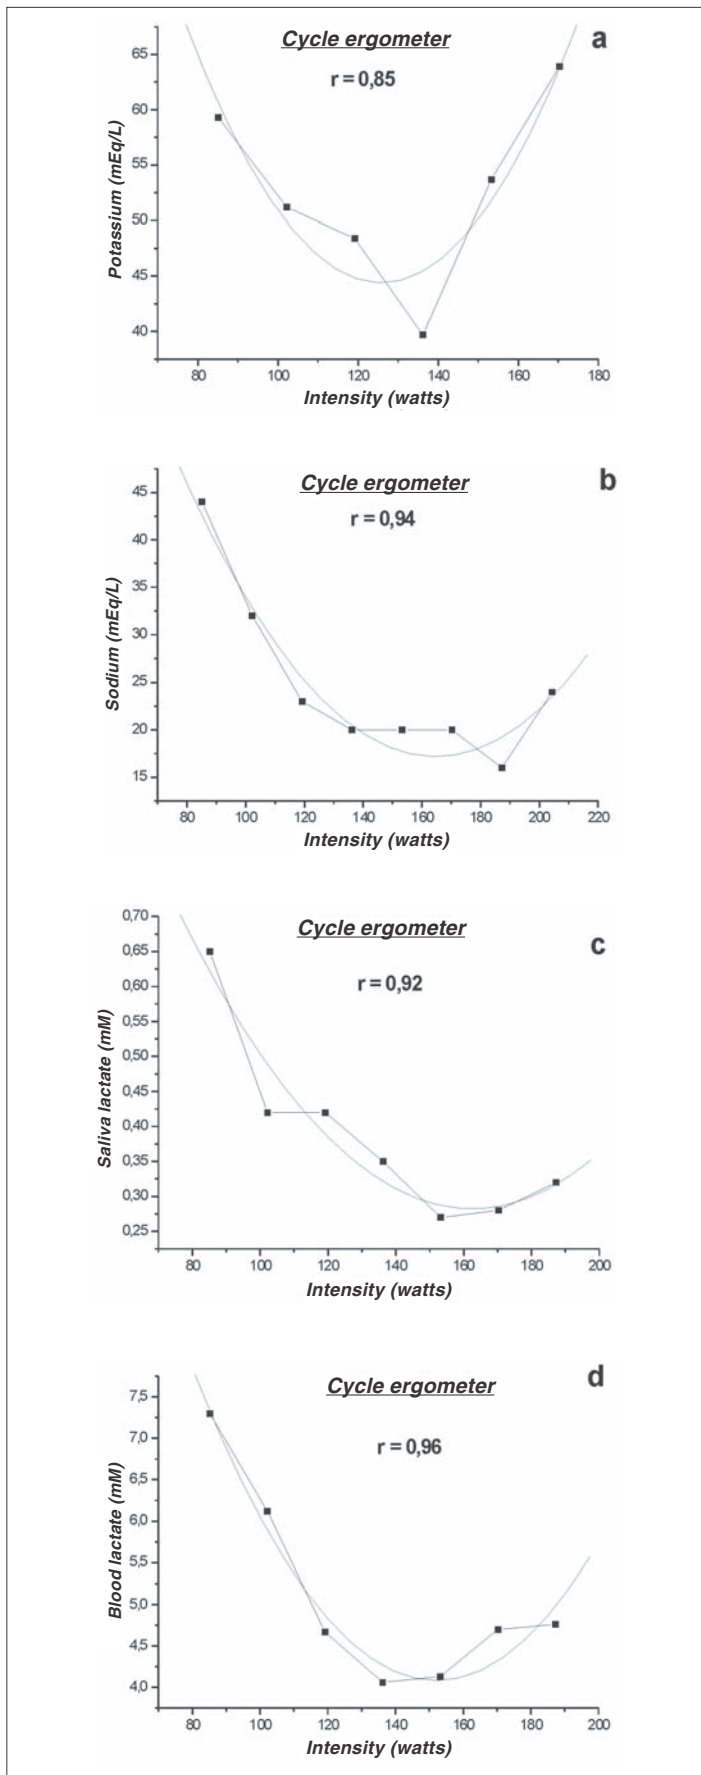 Cycle ergometer
a
r = 0,85
Potassium (mEq/L)
65
60
55
50
45
40
80 100 120 140 160 180
Intensity (watts)
Cycle ergometer
b
r = 0,94
Sodium (mEq/L)
45
40
35
30
25
20
15
80 100 120 140 160 180 200 220
Intensity (watts)
Cycle ergometer
c
r = 0,92
Saliva lactate (mM)
0,70
0,65
0,60
0,55
0,50
0,45
0,40
0,35
0,30
0,25
80 100 120 140 160 180 200
Intensity (watts)
Cycle ergometer
d
r = 0,96
Blood lactate (mM)
7,5
7,0
6,5
6,0
5,5
5,0
4,5
4,0
80 100 120 140 160 180 200
Intensity (watts)